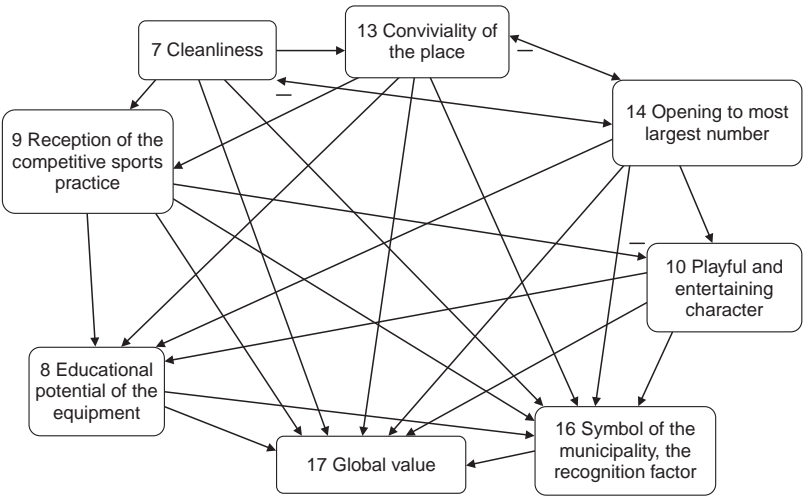 7 Cleanliness
13 Conviviality of
the place
–
–
14 Opening to most
largest number
9 Reception of the
competitive sports
practice
–
10 Playful and
entertaining
character
8 Educational
potential of the
equipment
16 Symbol of the
municipality, the
recognition factor
17 Global value